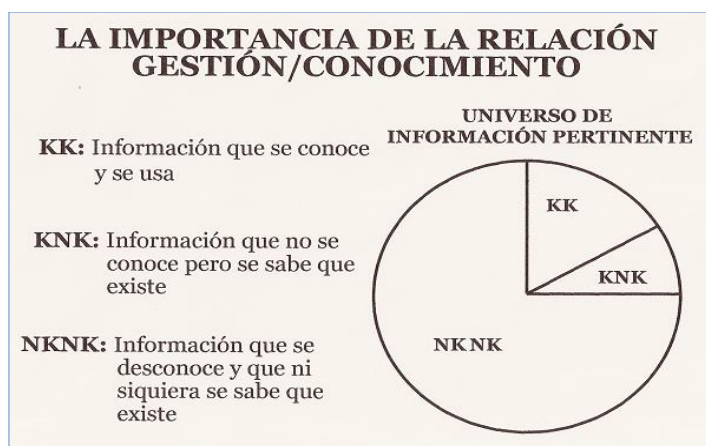 LA IMPORTANCIA DE LA RELACIÓN
GESTIÓN/CONOCIMIENTO
KK: Información que se conoce
y se usa
KNK: Información que no se
conoce pero se sabe que
existe
NKNK: Información que se
desconoce y que ni
siquiera se sabe que
existe
UNIVERSO DE
INFORMACIÓN PERTINENTE
KK
KNK
NKNK